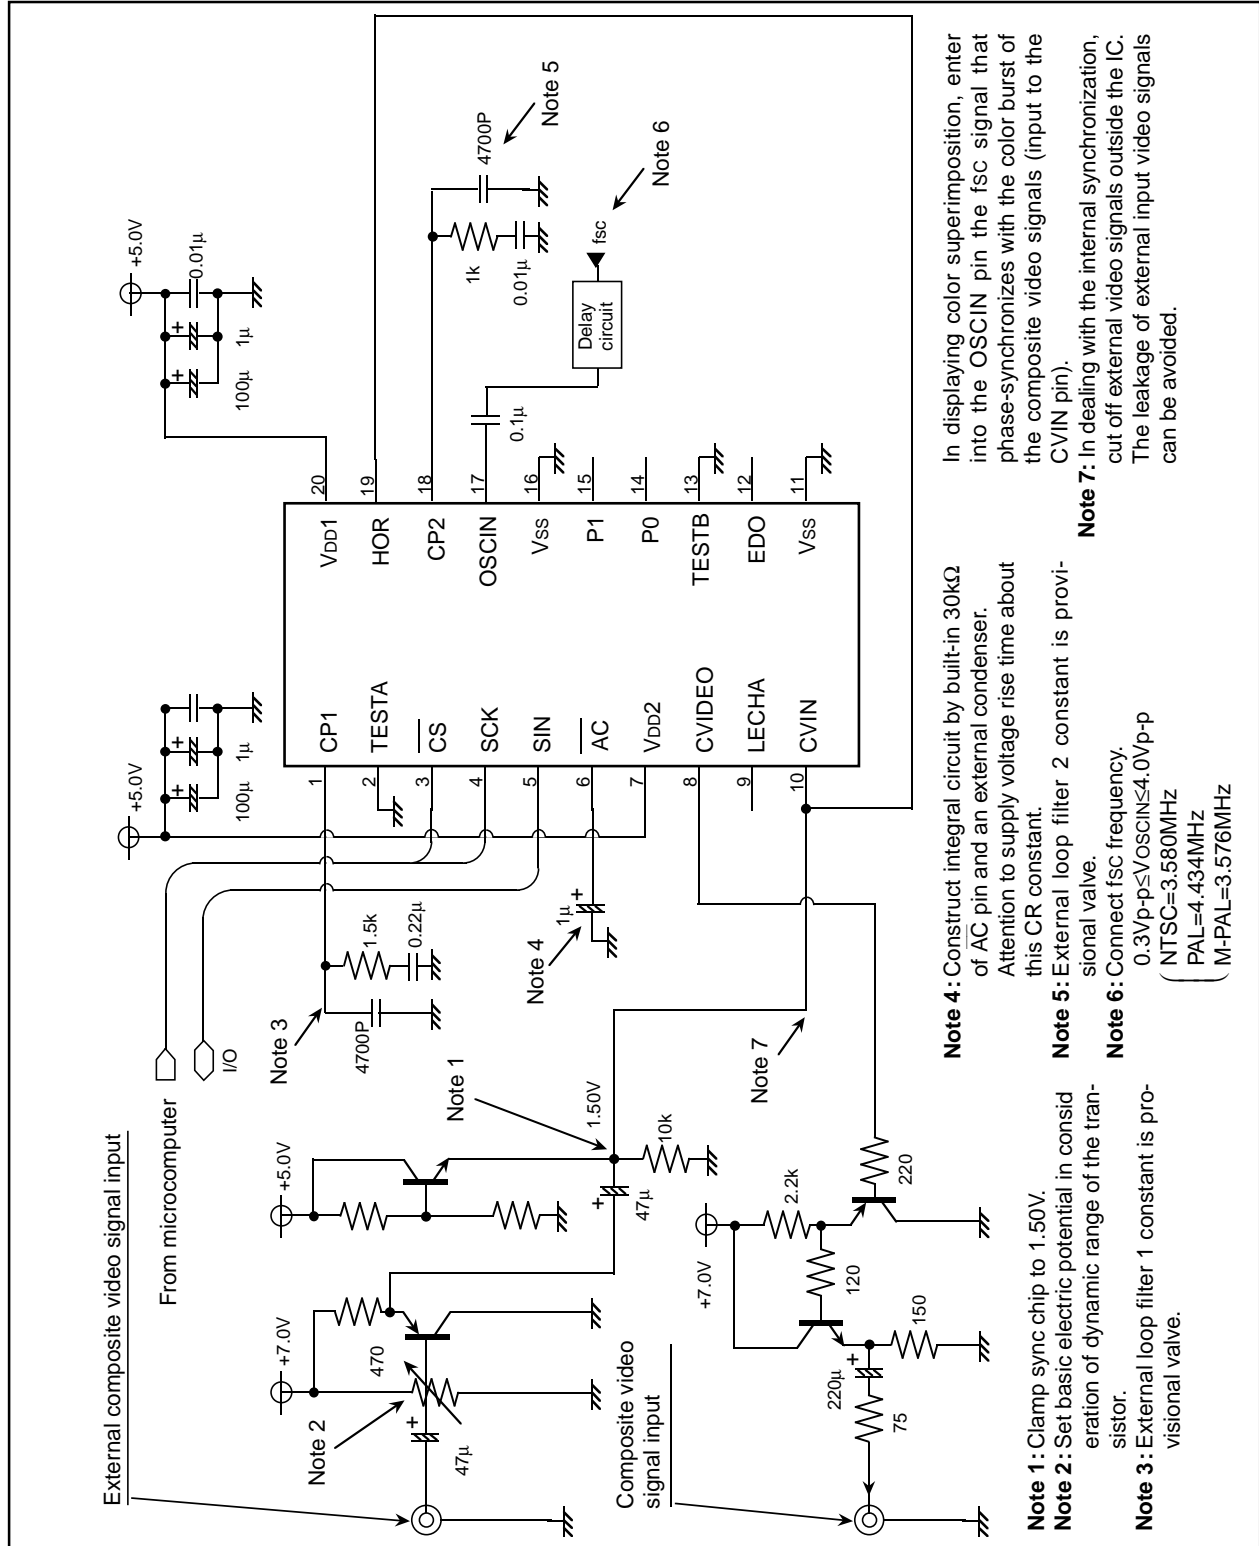 External composite video signal input
From microcomputer
I/O
+5.0V
100µ
1µ
+5.0V
100µ
1µ
0.01µ
Note 3
4700P
1.5k
0.22µ
Note 4
1µ
CP1
TESTA
CS
SCK
SIN
AC
VDD2
CVIDEO
LECHA
CVIN
1
2
3
4
5
6
7
8
9
10
VDD1
HOR
CP2
OSCIN
VSS
P1
P0
TESTB
EDO
VSS
20
19
18
17
16
15
14
13
12
11
4700P
Note 5
1k
0.01µ
Note 6
fsc
Delay
circuit
0.1µ
+7.0V
470
Note 2
47µ
+5.0V
Note 1
1.50V
47µ
10k
Note 7
Composite video
signal input
+7.0V
2.2k
220
120
150
220µ
75
Note 1: Clamp sync chip to 1.50V.
Note 2: Set basic electric potential in consid
eration of dynamic range of the tran-
sistor.
Note 3: External loop filter 1 constant is pro-
visional valve.
Note 4: Construct integral circuit by built-in 30kΩ
of AC pin and an external condenser.
Attention to supply voltage rise time about
this CR constant.
Note 5: External loop filter 2 constant is provi-
sional valve.
Note 6: Connect fsc frequency.
0.3Vp-p≤VOSCIN≤4.0Vp-p
NTSC=3.580MHz
PAL=4.434MHz
M-PAL=3.576MHz
In displaying color superimposition, enter
into the OSCIN pin the fsc signal that
phase-synchronizes with the color burst of
the composite video signals (input to the
CVIN pin).
Note 7: In dealing with the internal synchronization,
cut off external video signals outside the IC.
The leakage of external input video signals
can be avoided.